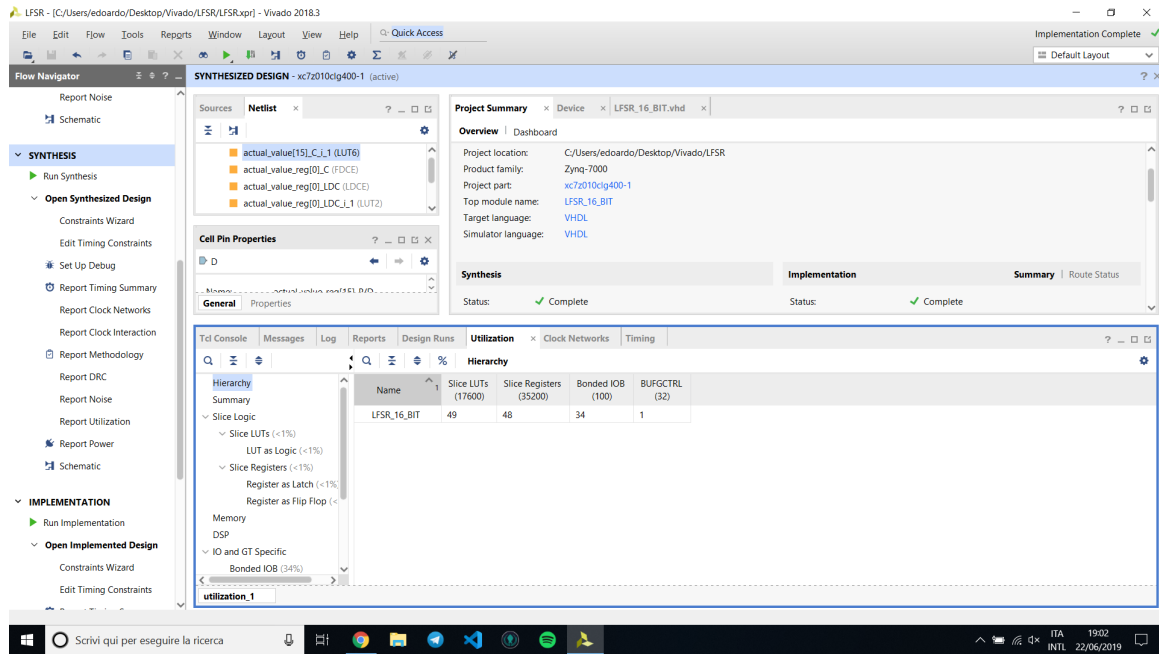 LFSR - [C:/Users/edoardo/Desktop/Vivado/LFSR/LFSR.xpr] - Vivado 2018.3
File Edit Flow Tools Reports Window Layout View Help Quick Access
Implementation Complete
Default Layout
Flow Navigator
SYNTHESIZED DESIGN - xc7z010clg400-1 (active)
Report Noise
Schematic
SYNTHESIS
Run Synthesis
Open Synthesized Design
Constraints Wizard
Edit Timing Constraints
Set Up Debug
Report Timing Summary
Report Clock Networks
Report Clock Interaction
Report Methodology
Report DRC
Report Noise
Report Utilization
Report Power
Schematic
IMPLEMENTATION
Run Implementation
Open Implemented Design
Constraints Wizard
Edit Timing Constraints
Sources Netlist
actual_value[15]_C_i_1 (LUT6)
actual_value_reg[0]_C (FDCE)
actual_value_reg[0]_LDC (LDCE)
actual_value_reg[0]_LDC_i_1 (LUT2)
Cell Pin Properties
D
Name: actual_value_reg[15]_P/D
General Properties
Project Summary Device LFSR_16_BIT.vhd
Overview Dashboard
Project location: C:/Users/edoardo/Desktop/Vivado/LFSR
Product family: Zynq-7000
Project part: xc7z010clg400-1
Top module name: LFSR_16_BIT
Target language: VHDL
Simulator language: VHDL
Synthesis
Status: Complete
Implementation Summary Route Status
Status: Complete
Tcl Console Messages Log Reports Design Runs Utilization Clock Networks Timing
Hierarchy
Hierarchy
Summary
Slice Logic
Slice LUTs (<1%)
LUT as Logic (<1%)
Slice Registers (<1%)
Register as Latch (<1%)
Register as Flip Flop (<
Memory
DSP
IO and GT Specific
Bonded IOB (34%)
Name 1 Slice LUTs (17600) Slice Registers (35200) Bonded IOB (100) BUFGCTRL (32)
LFSR_16_BIT 49 48 34 1
utilization_1
Scrivi qui per eseguire la ricerca
ITA
INTL
19:02
22/06/2019